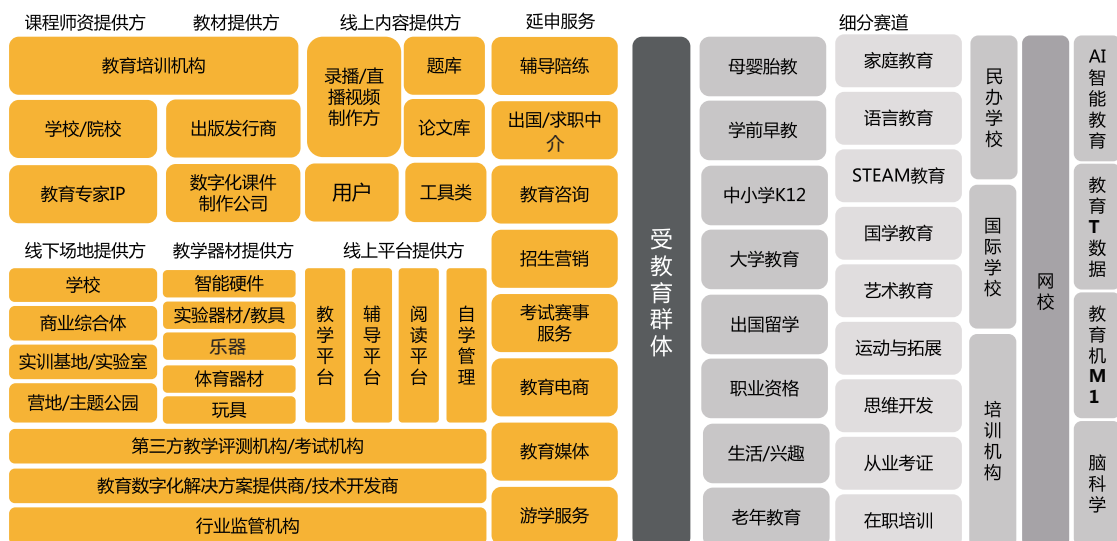 课程师资提供方
教材提供方
线上内容提供方
延申服务
细分赛道
教育培训机构
学校/院校
出版发行商
教育专家IP
数字化课件
制作公司
录播/直
播视频
制作方
题库
论文库
用户
工具类
线下场地提供方
教学器材提供方
线上平台提供方
学校
商业综合体
实训基地/实验室
营地/主题公园
智能硬件
实验器材/教具
乐器
体育器材
玩具
教学平台
辅导平台
阅读平台
自学管理
第三方教学评测机构/考试机构
教育数字化解决方案提供商/技术开发商
行业监管机构
辅导陪练
出国/求职中
介
教育咨询
招生营销
考试赛事
服务
教育电商
教育媒体
游学服务
受教育群体
母婴胎教
学前早教
中小学K12
大学教育
出国留学
职业资格
生活/兴趣
老年教育
家庭教育
语言教育
STEAM教育
国学教育
艺术教育
运动与拓展
思维开发
从业考证
在职培训
民办学校
国际学校
培训机构
网校
AI智能教育
教育T数据
教育机M1
脑科学